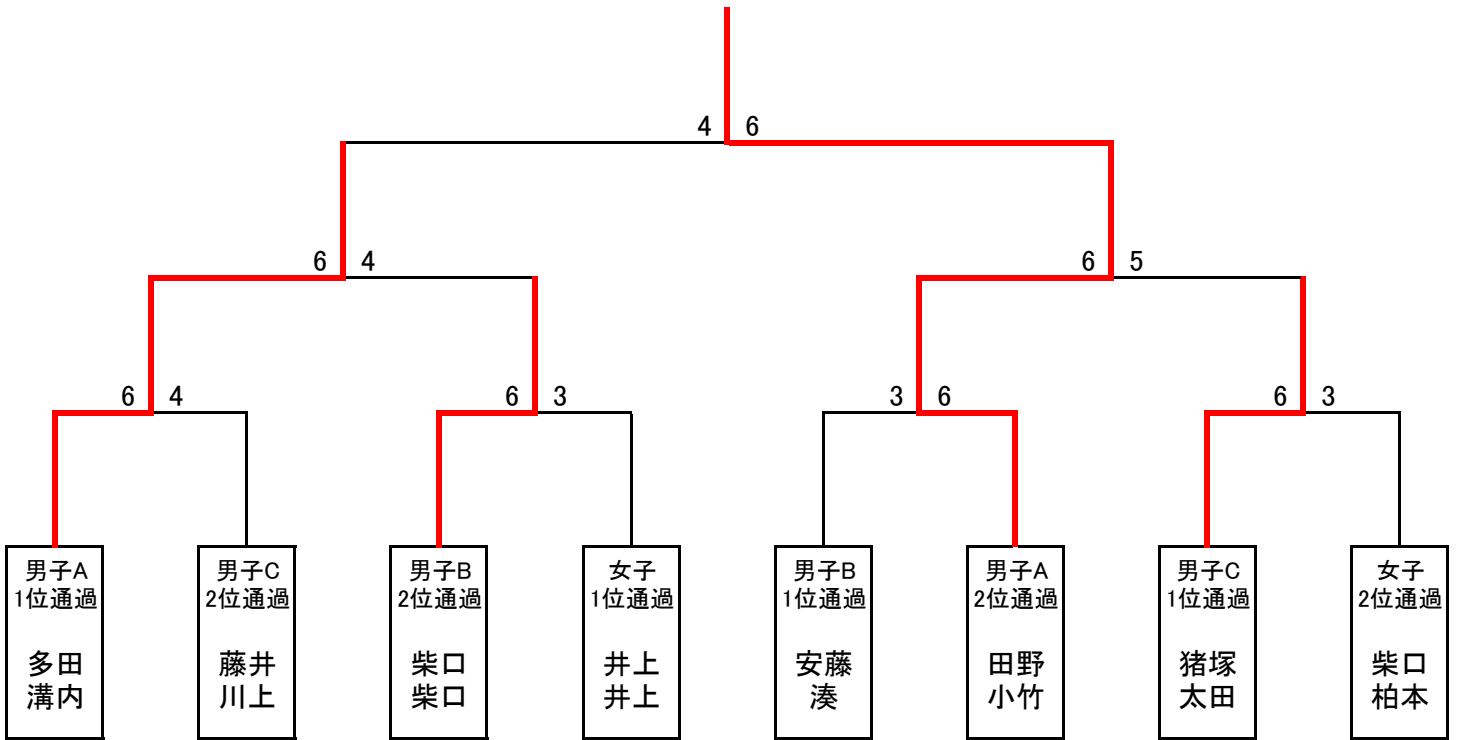 4 6
6 4
6 5
6 4
6 3
3 6
6 3
男子A
1位通過
多田
溝内
男子C
2位通過
藤井
川上
男子B
2位通過
柴口
柴口
女子
1位通過
井上
井上
男子B
1位通過
安藤
湊
男子A
2位通過
田野
小竹
男子C
1位通過
猪塚
太田
女子
2位通過
柴口
柏本